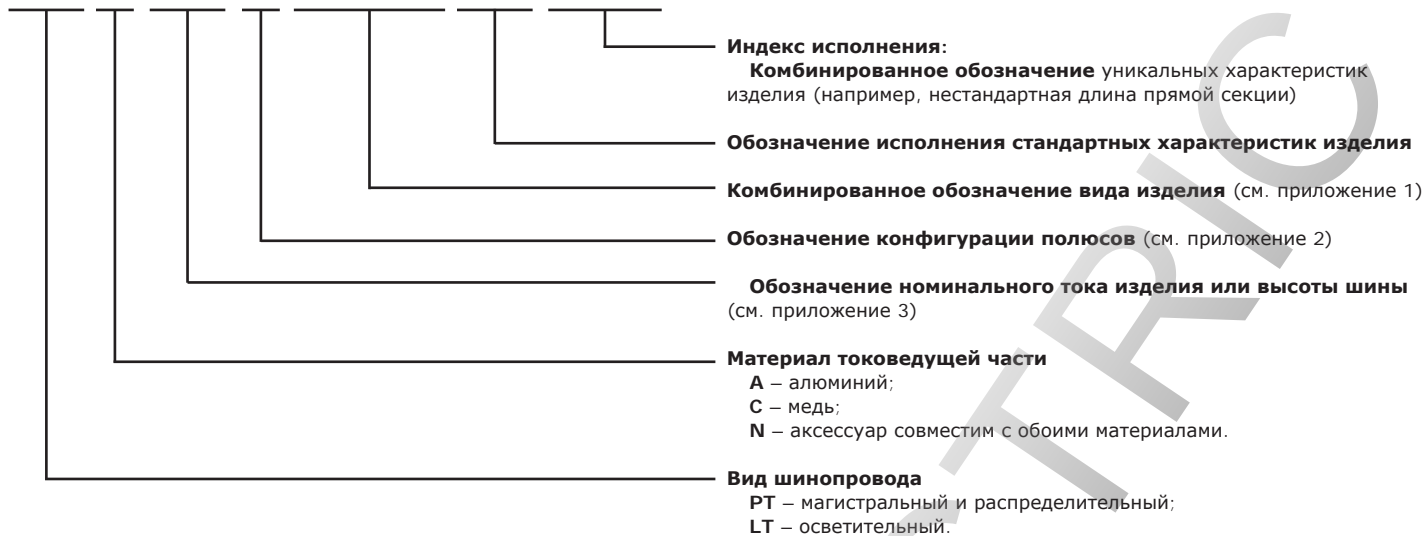 Индекс исполнения:
Комбинированное обозначение уникальных характеристик
изделия (например, нестандартная длина прямой секции)
Обозначение исполнения стандартных характеристик изделия
Комбинированное обозначение вида изделия (см. приложение 1)
Обозначение конфигурации полюсов (см. приложение 2)
Обозначение номинального тока изделия или высоты шины
(см. приложение 3)
Материал токоведущей части
A – алюминий;
C – медь;
N – аксессуар совместим с обоими материалами.
Вид шинопровода
PT – магистральный и распределительный;
LT – осветительный.
TRIC